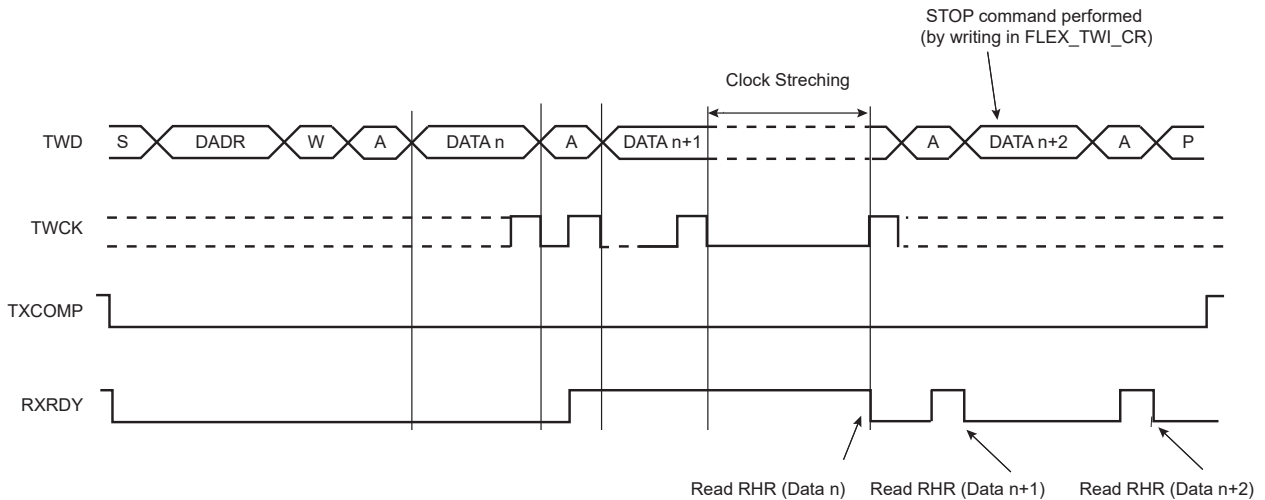 STOP command performed
(by writing in FLEX_TWI_CR)
Clock Streching
TWD S DADR W A DATA n A DATA n+1 A DATA n+2 A P
TWCK
TXCOMP
RXRDY
Read RHR (Data n) Read RHR (Data n+1) Read RHR (Data n+2)